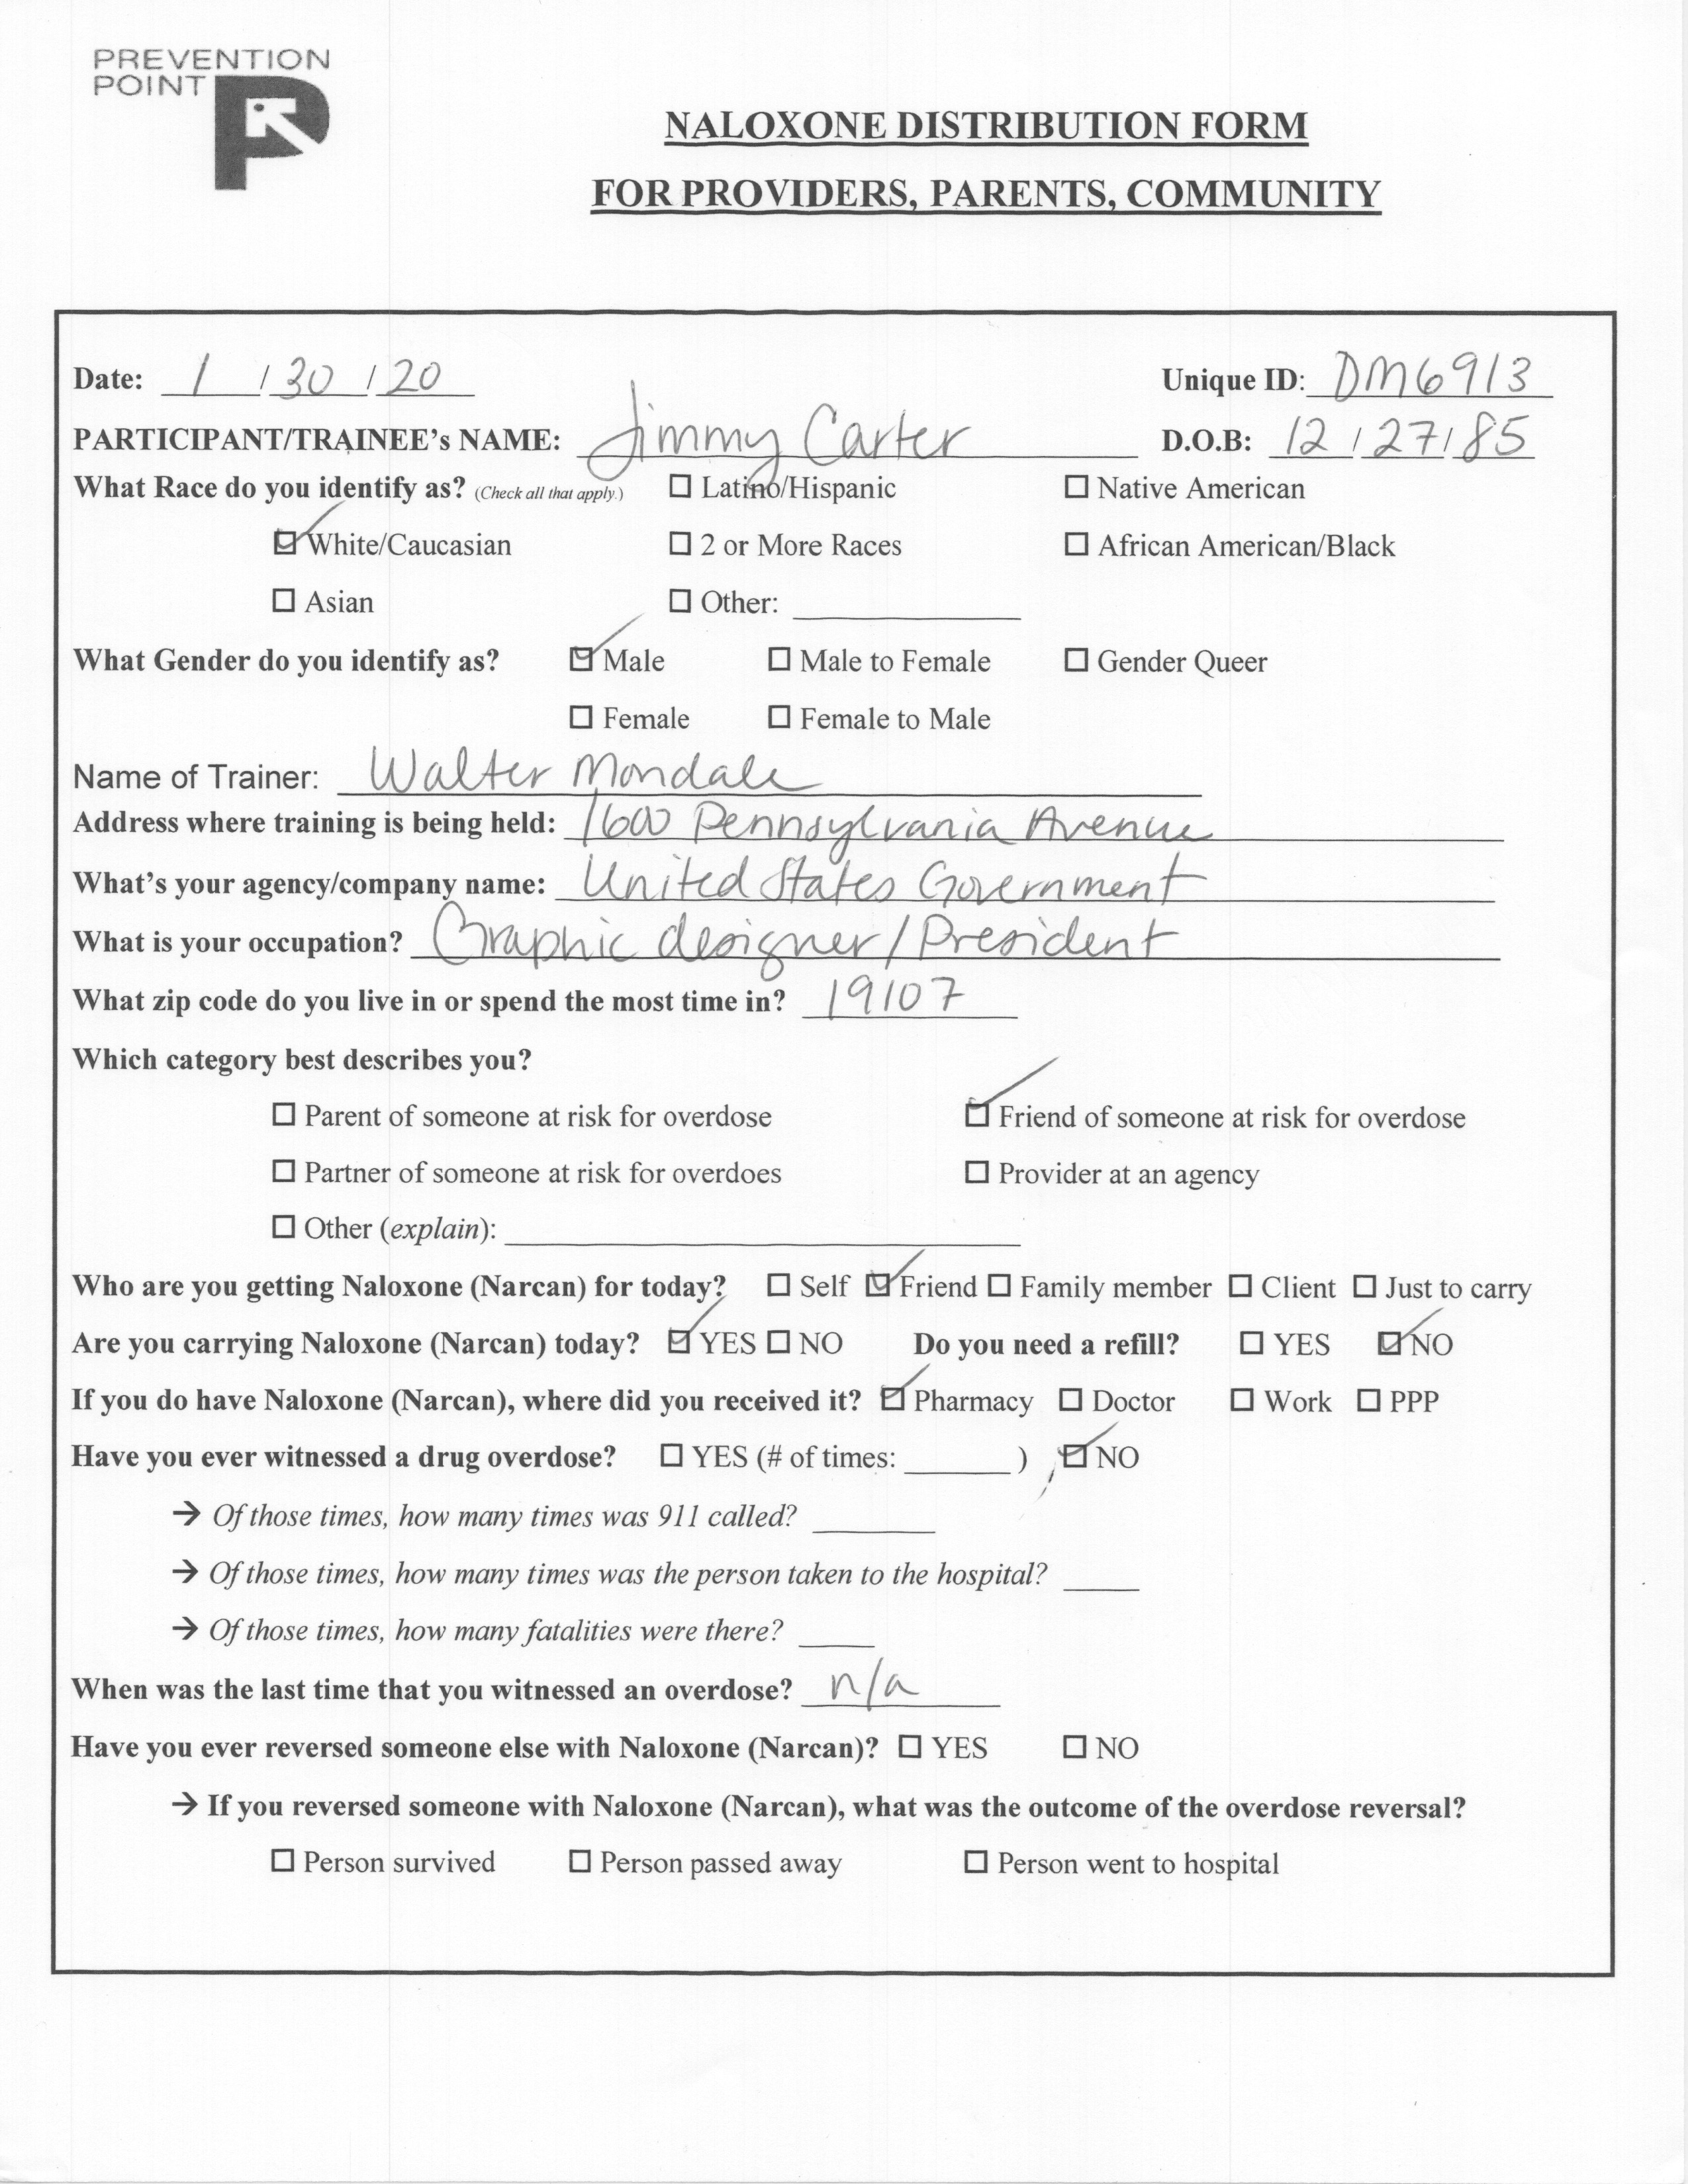 PREVENTION
POINT
NALOXONE DISTRIBUTION FORM
FOR PROVIDERS, PARENTS, COMMUNITY
Date: 1 / 30 / 20 Unique ID: DM6913
PARTICIPANT/TRAINEE's NAME: Jimmy Carter D.O.B: 12 / 27 / 85
What Race do you identify as? (Check all that apply.) ☐ Latino/Hispanic ☐ Native American
☑ White/Caucasian ☐ 2 or More Races ☐ African American/Black
☐ Asian ☐ Other: ____
What Gender do you identify as? ☑ Male ☐ Male to Female ☐ Gender Queer
☐ Female ☐ Female to Male
Name of Trainer: Walter Mondale
Address where training is being held: 1600 Pennsylvania Avenue
What's your agency/company name: United States Government
What is your occupation? Graphic designer/President
What zip code do you live in or spend the most time in? 19107
Which category best describes you?
☐ Parent of someone at risk for overdose ☑ Friend of someone at risk for overdose
☐ Partner of someone at risk for overdoes ☐ Provider at an agency
☐ Other (explain): ____
Who are you getting Naloxone (Narcan) for today? ☐ Self ☑ Friend ☐ Family member ☐ Client ☐ Just to carry
Are you carrying Naloxone (Narcan) today? ☑ YES ☐ NO Do you need a refill? ☐ YES ☑ NO
If you do have Naloxone (Narcan), where did you received it? ☑ Pharmacy ☐ Doctor ☐ Work ☐ PPP
Have you ever witnessed a drug overdose? ☐ YES (# of times: ____ ) ☑ NO
→ Of those times, how many times was 911 called? ____
→ Of those times, how many times was the person taken to the hospital? ____
→ Of those times, how many fatalities were there? ____
When was the last time that you witnessed an overdose? n/a
Have you ever reversed someone else with Naloxone (Narcan)? ☐ YES ☐ NO
→ If you reversed someone with Naloxone (Narcan), what was the outcome of the overdose reversal?
☐ Person survived ☐ Person passed away ☐ Person went to hospital